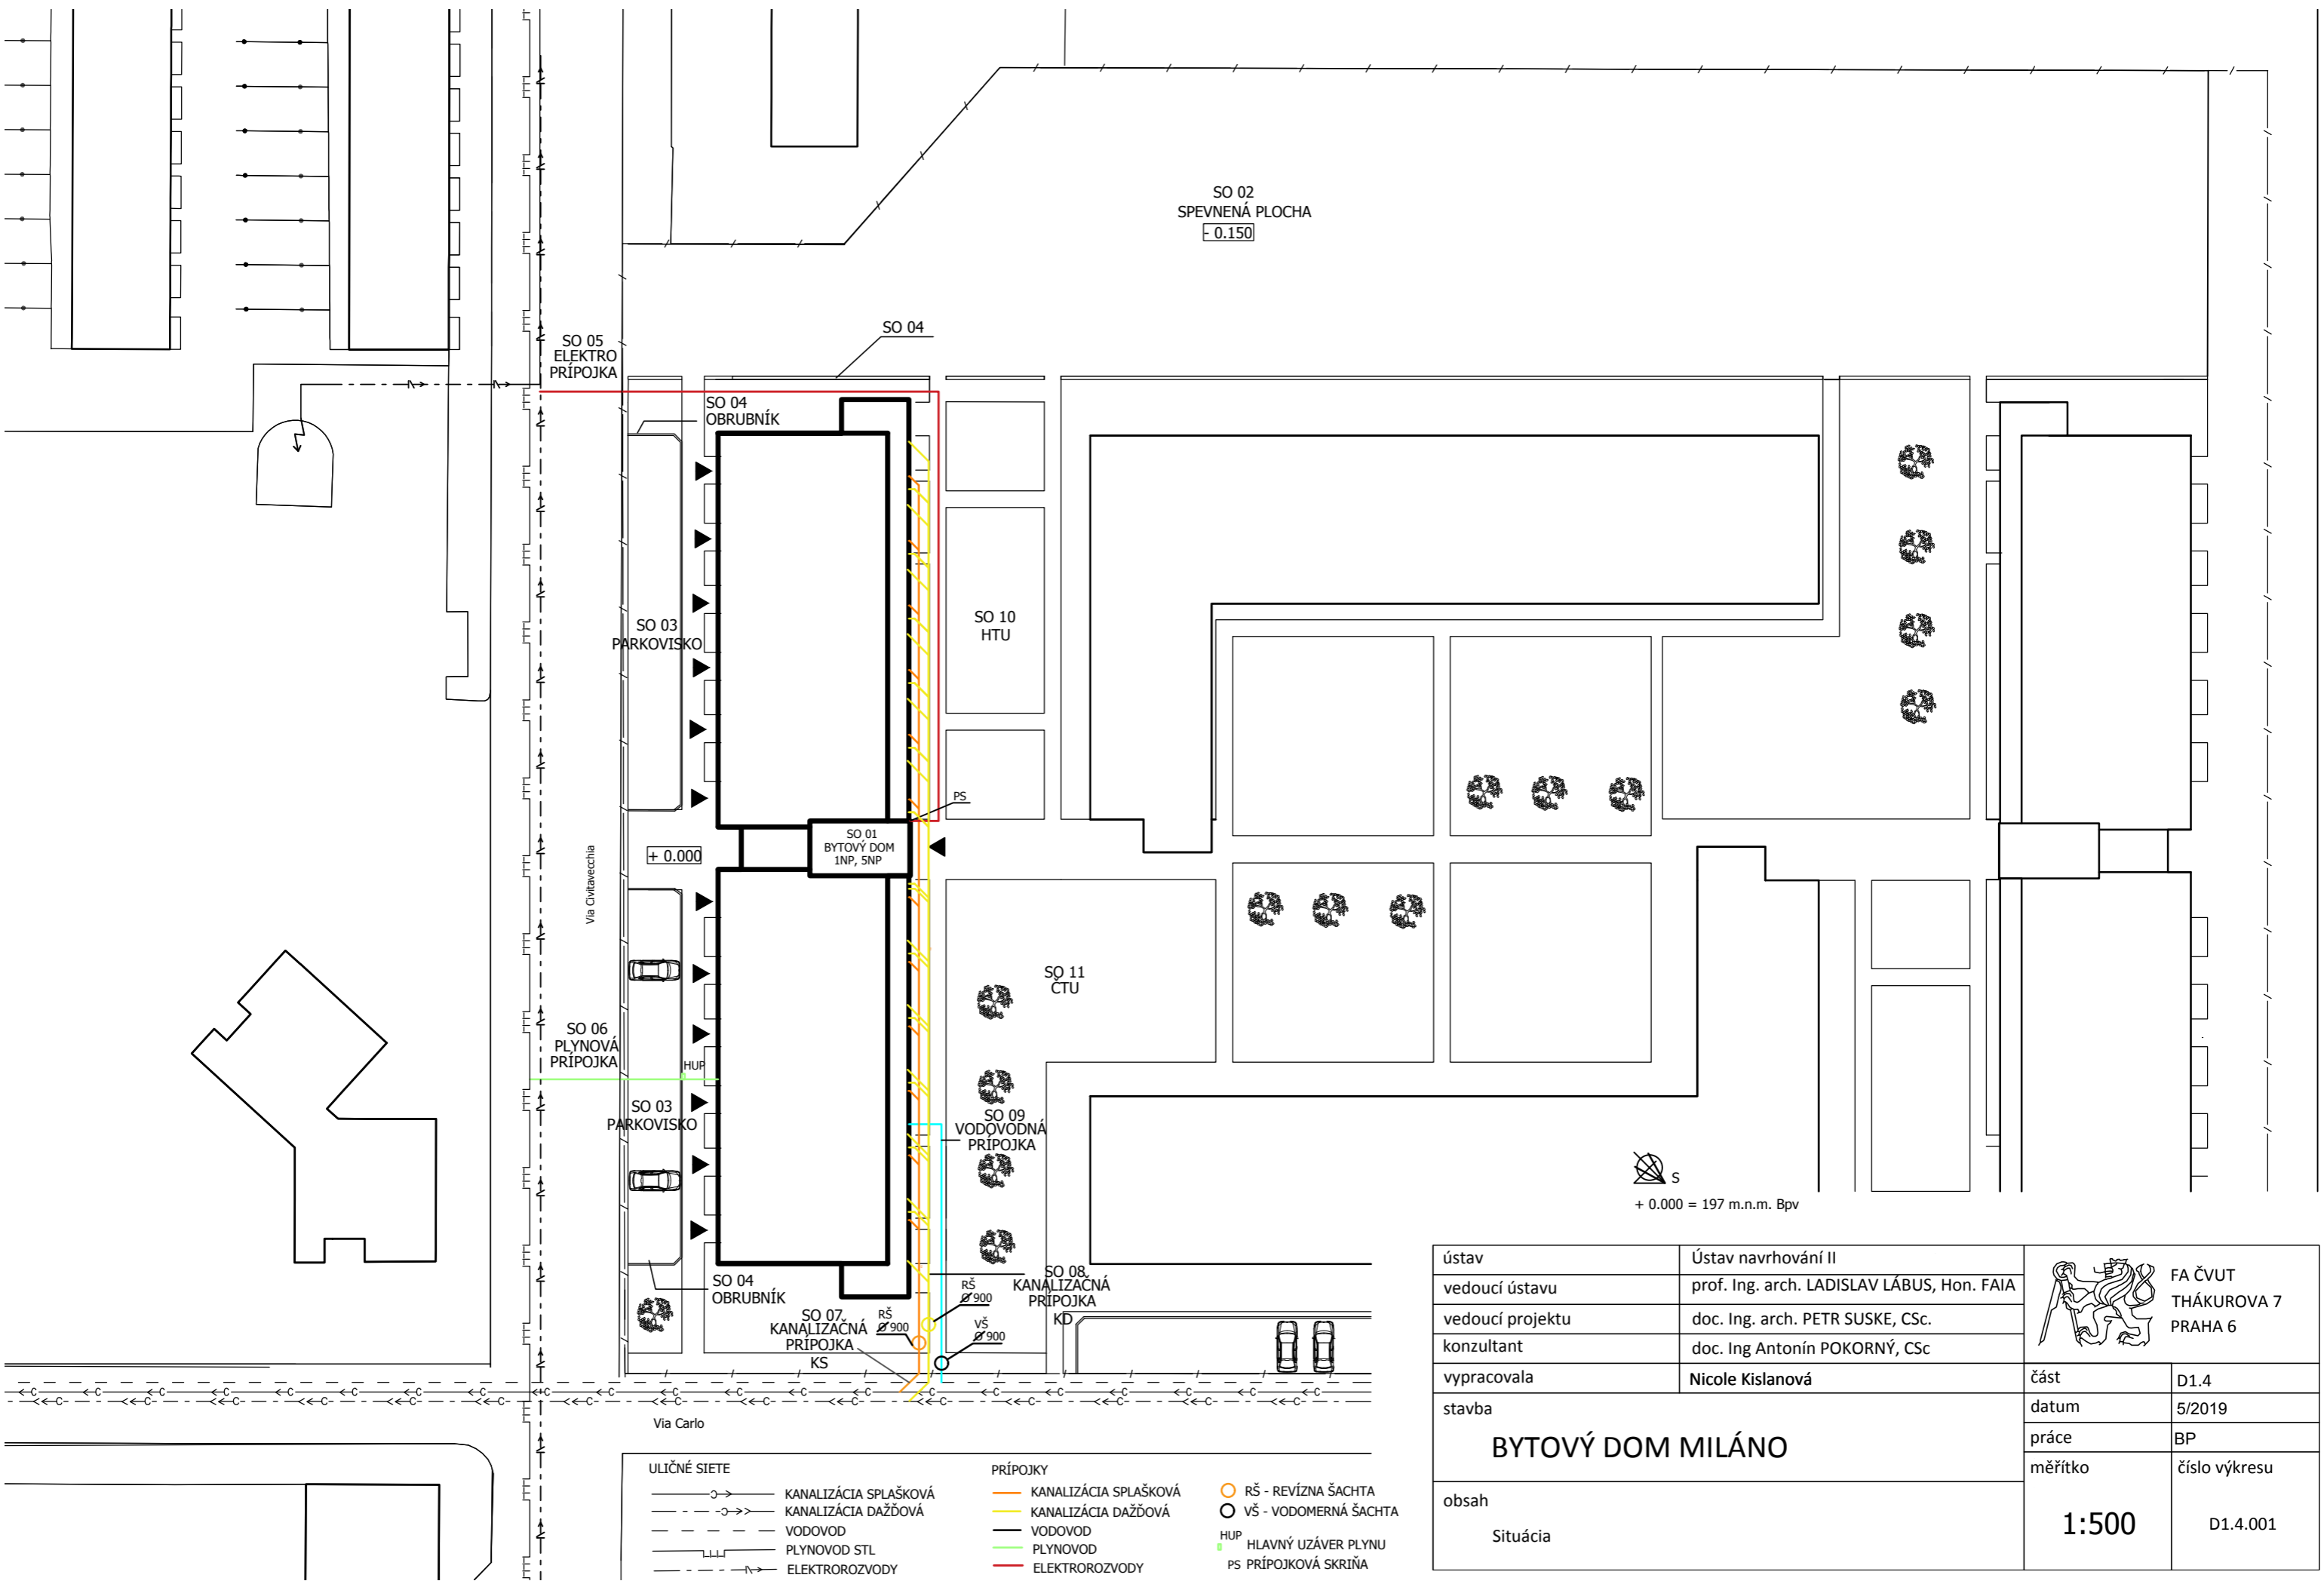 SO 02
SPEVNENÁ PLOCHA
- 0.150
SO 05
ELEKTRO
PRÍPOJKA
SO 04
SO 04
OBRUBNÍK
SO 03
PARKOVISKO
SO 10
HTU
PS
SO 01
BYTOVÝ DOM
1NP, 5NP
+ 0.000
Via Civitavecchia
SO 11
ČTU
SO 06
PLYNOVÁ
PRÍPOJKA
HUP
SO 03
PARKOVISKO
SO 09
VODOVODNÁ
PRÍPOJKA
S
+ 0.000 = 197 m.n.m. Bpv
SO 04
OBRUBNÍK
SO 08
KANALIZAČNÁ
PRÍPOJKA
KD
RŠ
Ø 900
SO 07
KANALIZAČNÁ
PRÍPOJKA
KS
RŠ
Ø 900
VŠ
Ø 900
C C C C C C C C C C C C C C C C C C C C
C C C C C C C C C C C C C C C
Via Carlo
ULIČNÉ SIETE
KANALIZÁCIA SPLAŠKOVÁ
KANALIZÁCIA DAŽĎOVÁ
VODOVOD
PLYNOVOD STL
ELEKTROROZVODY
PRÍPOJKY
KANALIZÁCIA SPLAŠKOVÁ
KANALIZÁCIA DAŽĎOVÁ
VODOVOD
PLYNOVOD
ELEKTROROZVODY
RŠ - REVÍZNA ŠACHTA
VŠ - VODOMERNÁ ŠACHTA
HUP HLAVNÝ UZÁVER PLYNU
PS PRÍPOJKOVÁ SKRIŇA
ústav Ústav navrhování II
vedoucí ústavu prof. Ing. arch. LADISLAV LÁBUS, Hon. FAIA
vedoucí projektu doc. Ing. arch. PETR SUSKE, CSc.
konzultant doc. Ing Antonín POKORNÝ, CSc
vypracovala Nicole Kislanová
FA ČVUT
THÁKUROVA 7
PRAHA 6
část D1.4
datum 5/2019
práce BP
měřítko číslo výkresu
1:500 D1.4.001
stavba
BYTOVÝ DOM MILÁNO
obsah
Situácia